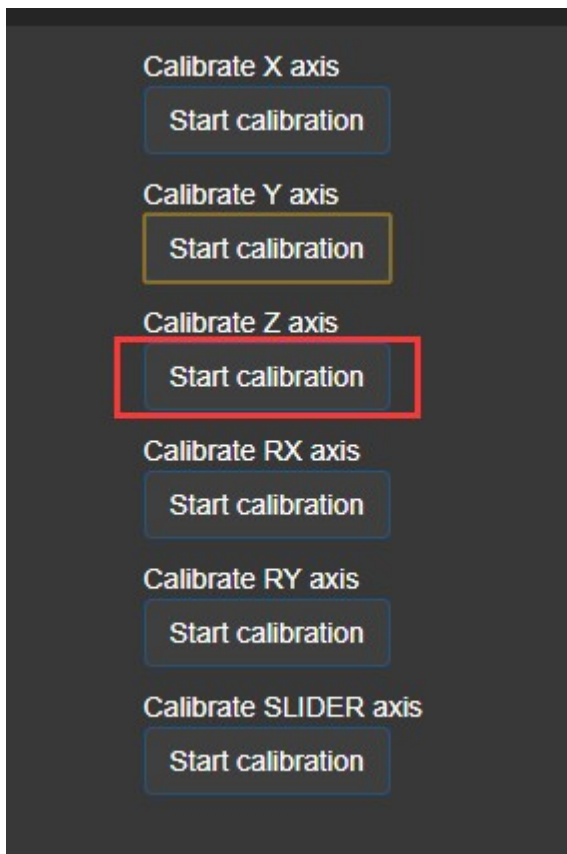 Calibrate X axis
Start calibration
Calibrate Y axis
Start calibration
Calibrate Z axis
Start calibration
Calibrate RX axis
Start calibration
Calibrate RY axis
Start calibration
Calibrate SLIDER axis
Start calibration